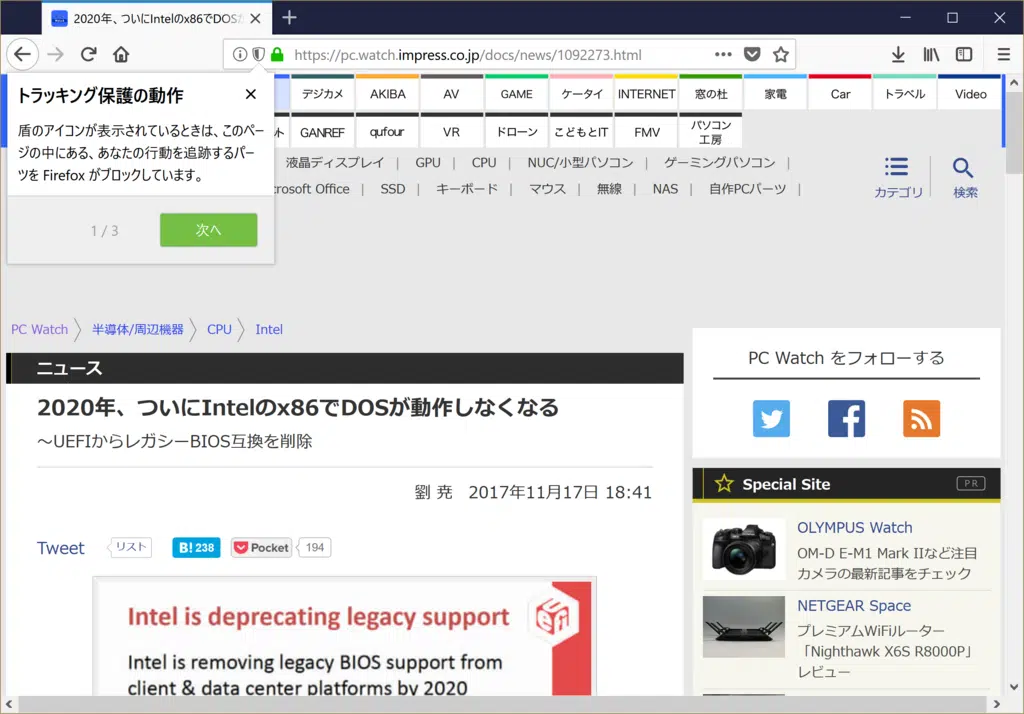 2020年、ついにIntelのx86でDOS
https://pc.watch.impress.co.jp/docs/news/1092273.html
トラッキング保護の動作
盾のアイコンが表示されているときは、このペー
ジの中にある、あなたの行動を追跡するパー
ツを Firefox がブロックしています。
1 / 3
次へ
デジカメ
AKIBA
AV
GAME
ケータイ
INTERNET
窓の杜
家電
Car
トラベル
Video
GANREF
qufour
VR
ドローン
こどもとIT
FMV
パソコン
工房
液晶ディスプレイ | GPU | CPU | NUC/小型パソコン | ゲーミングパソコン |
rosoft Office | SSD | キーボード | マウス | 無線 | NAS | 自作PCパーツ |
カテゴリ
検索
PC Watch
半導体/周辺機器
CPU
Intel
ニュース
2020年、ついにIntelのx86でDOSが動作しなくなる
～UEFIからレガシーBIOS互換を削除
劉 尭 2017年11月17日 18:41
Tweet
リスト
B! 238
Pocket
194
Intel is deprecating legacy support
uefi
Intel is removing legacy BIOS support from
client & data center platforms by 2020
PC Watch をフォローする
Special Site
PR
OLYMPUS Watch
OM-D E-M1 Mark IIなど注目
カメラの最新記事をチェック
NETGEAR Space
プレミアムWiFiルーター
「Nighthawk X6S R8000P」
レビュー